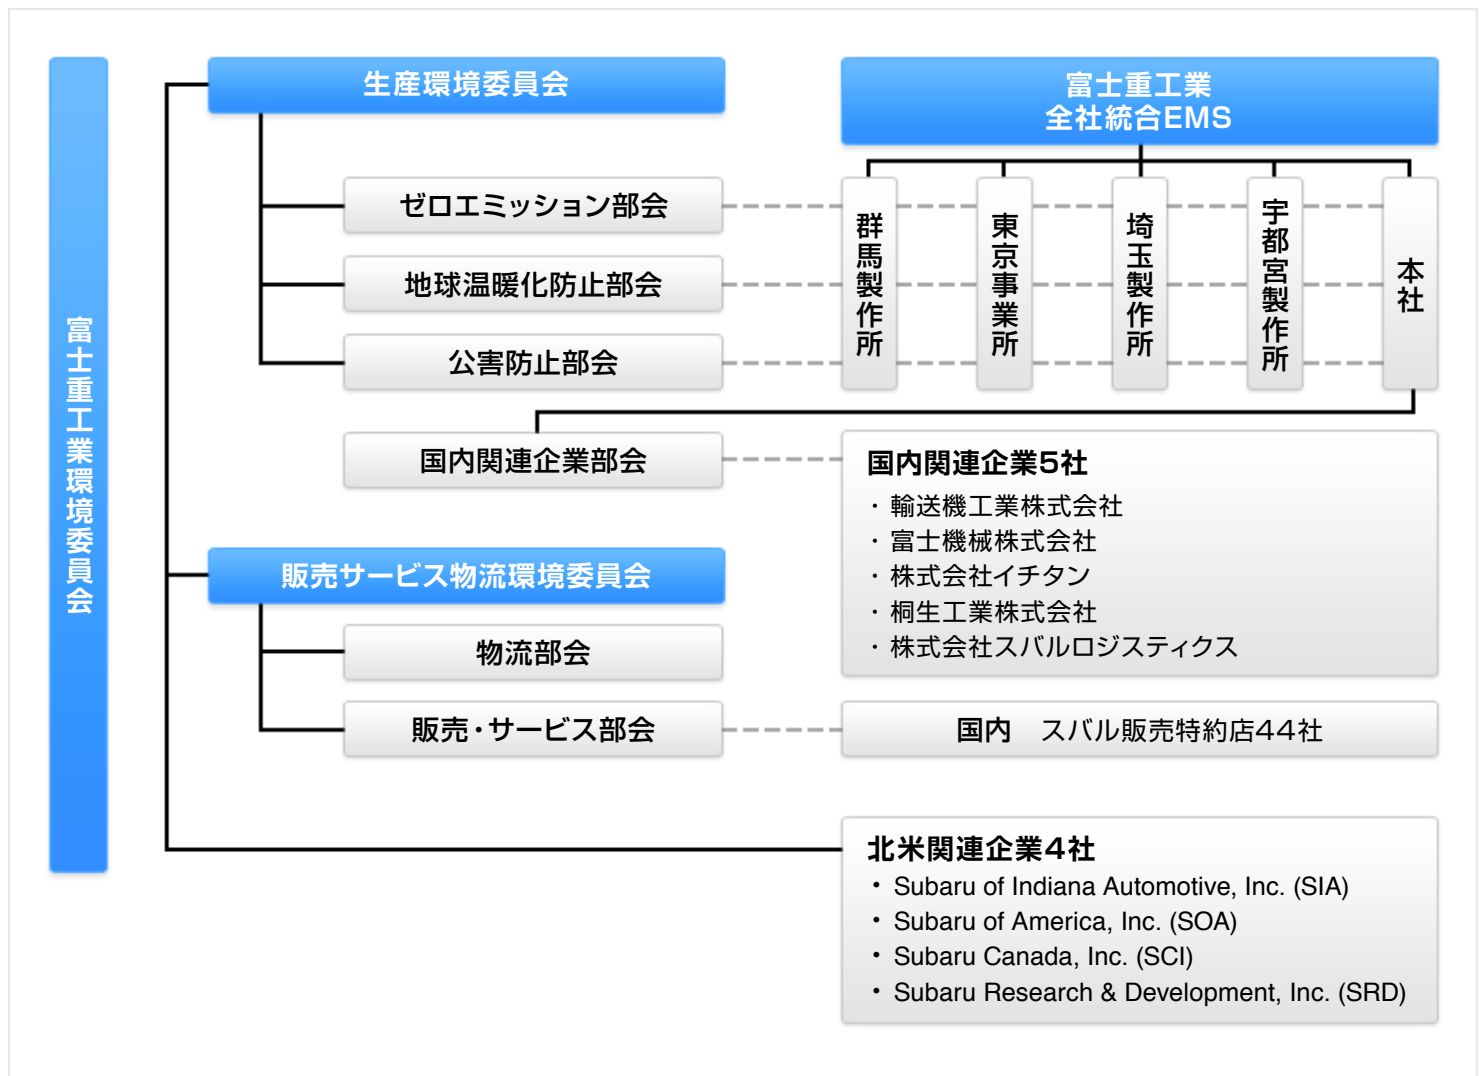 富士重工業環境委員会
生産環境委員会
ゼロエミッション部会
地球温暖化防止部会
公害防止部会
国内関連企業部会
富士重工業
全社統合EMS
群馬製作所
東京事業所
埼玉製作所
宇都宮製作所
本社
国内関連企業5社
・輸送機工業株式会社
・富士機械株式会社
・株式会社イチタン
・桐生工業株式会社
・株式会社スバルロジスティクス
販売サービス物流環境委員会
物流部会
販売・サービス部会
国内　スバル販売特約店44社
北米関連企業4社
・Subaru of Indiana Automotive, Inc. (SIA)
・Subaru of America, Inc. (SOA)
・Subaru Canada, Inc. (SCI)
・Subaru Research & Development, Inc. (SRD)